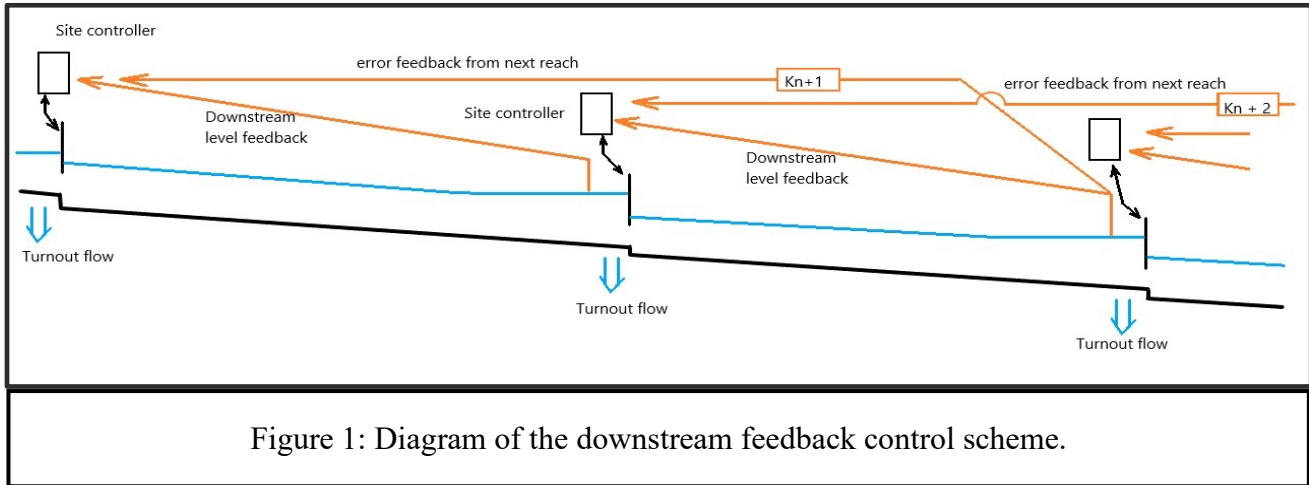 Site controller
error feedback from next reach
Kn+1
error feedback from next reach
Kn + 2
Site controller
Downstream
level feedback
Downstream
level feedback
Turnout flow
Turnout flow
Turnout flow
Figure 1: Diagram of the downstream feedback control scheme.